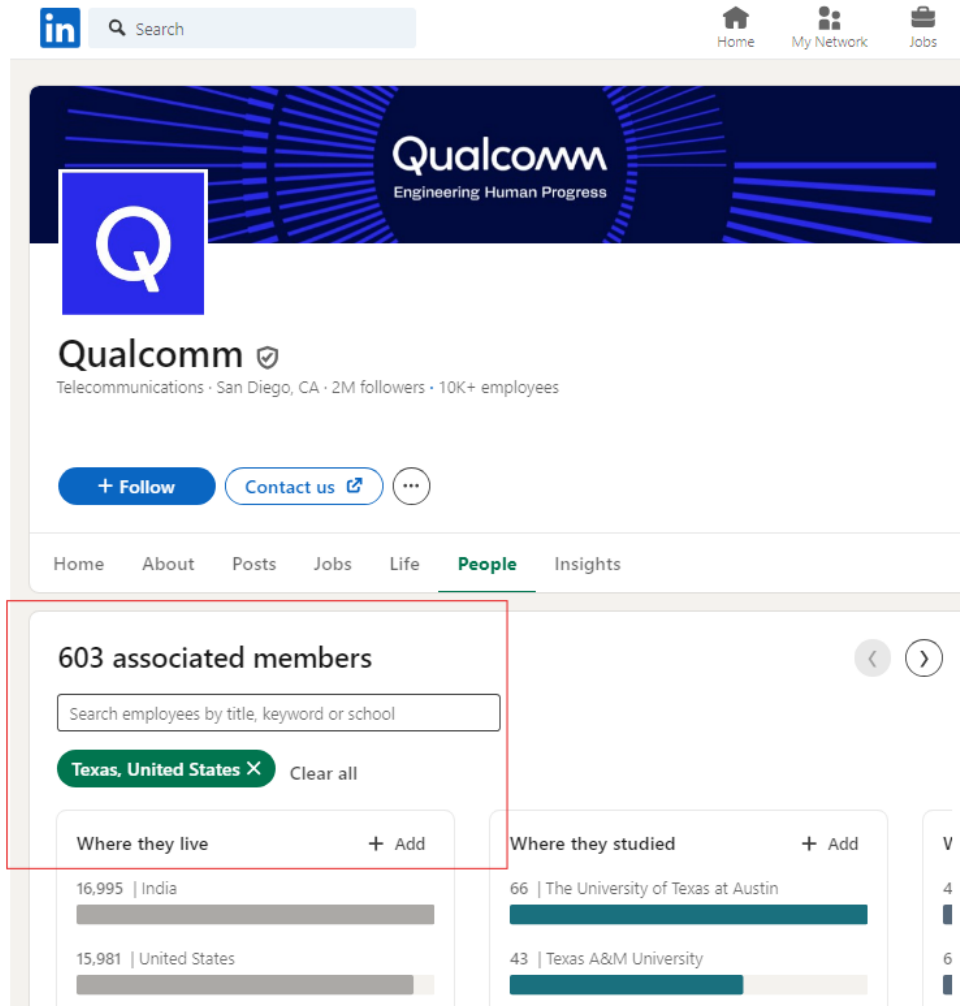 in
Search
Home
My Network
Jobs
Qualcomm
Engineering Human Progress
Q
Qualcomm
Telecommunications · San Diego, CA · 2M followers · 10K+ employees
+ Follow
Contact us
Home
About
Posts
Jobs
Life
People
Insights
603 associated members
Search employees by title, keyword or school
Texas, United States ✕
Clear all
Where they live
+ Add
16,995 | India
15,981 | United States
Where they studied
+ Add
66 | The University of Texas at Austin
43 | Texas A&M University
4
6